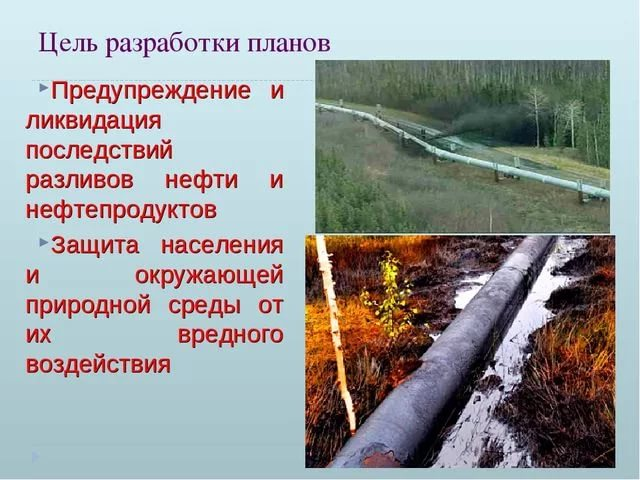 Цель разработки планов
Предупреждение и
ликвидация
последствий
разливов нефти и
нефтепродуктов
Защита населения
и окружающей
природной среды от
их вредного
воздействия